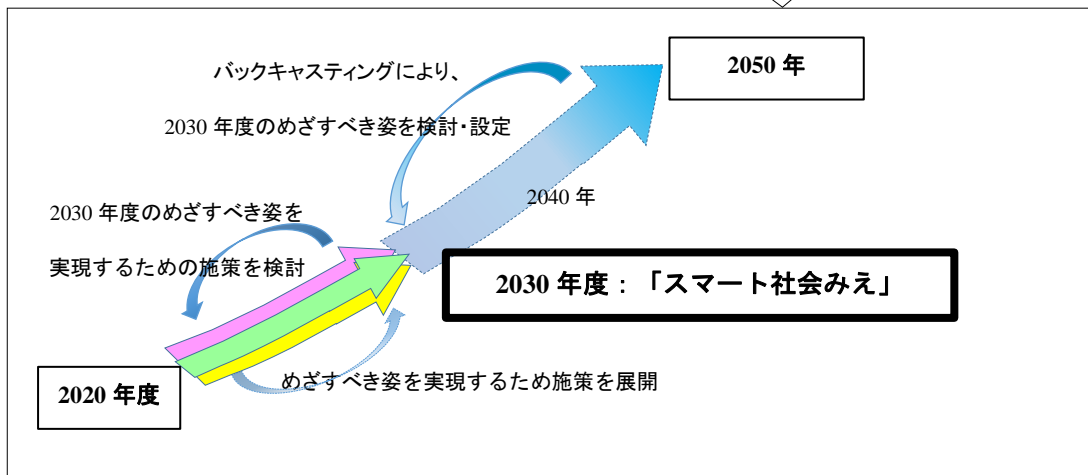 バックキャスティングにより、
2050 年
2030 年度のめざすべき姿を検討・設定
2040 年
2030 年度のめざすべき姿を
実現するための施策を検討
2030 年度：「スマート社会みえ」
めざすべき姿を実現するため施策を展開
2020 年度